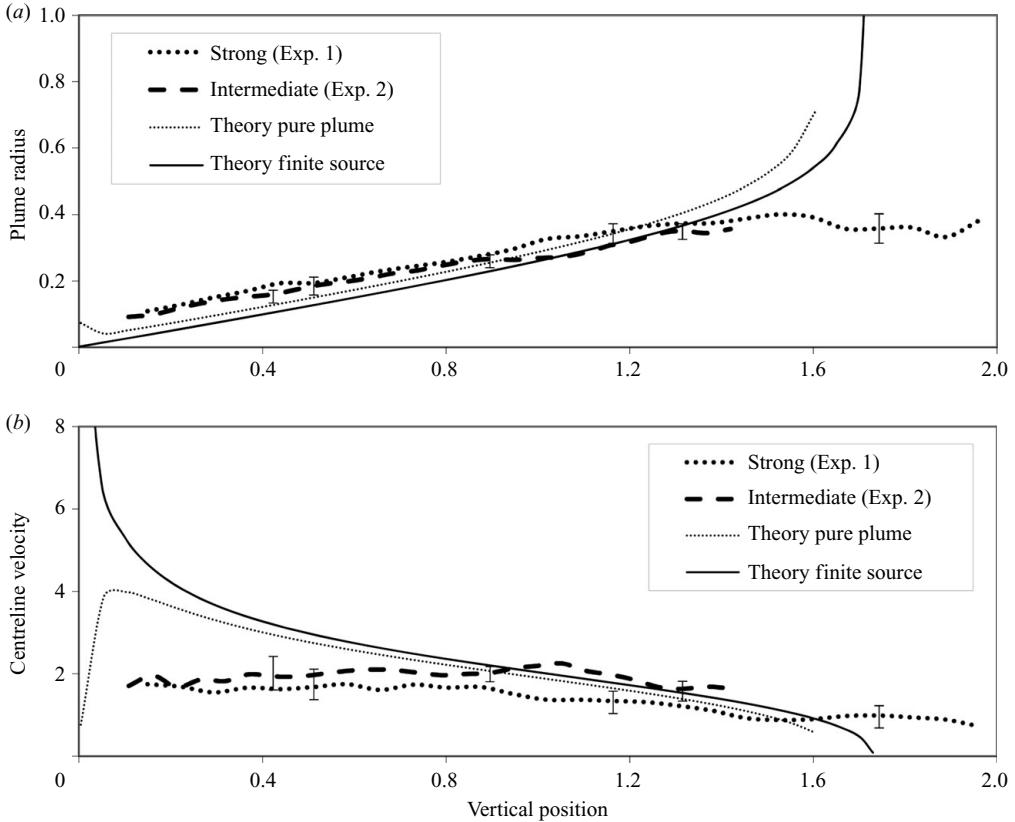 (a)
1.0
0.8
0.6
0.4
0.2
Plume radius
Strong (Exp. 1)
Intermediate (Exp. 2)
Theory pure plume
Theory finite source
0
0.4
0.8
1.2
1.6
2.0
(b)
8
6
4
2
Centreline velocity
Strong (Exp. 1)
Intermediate (Exp. 2)
Theory pure plume
Theory finite source
0
0.4
0.8
1.2
1.6
2.0
Vertical position